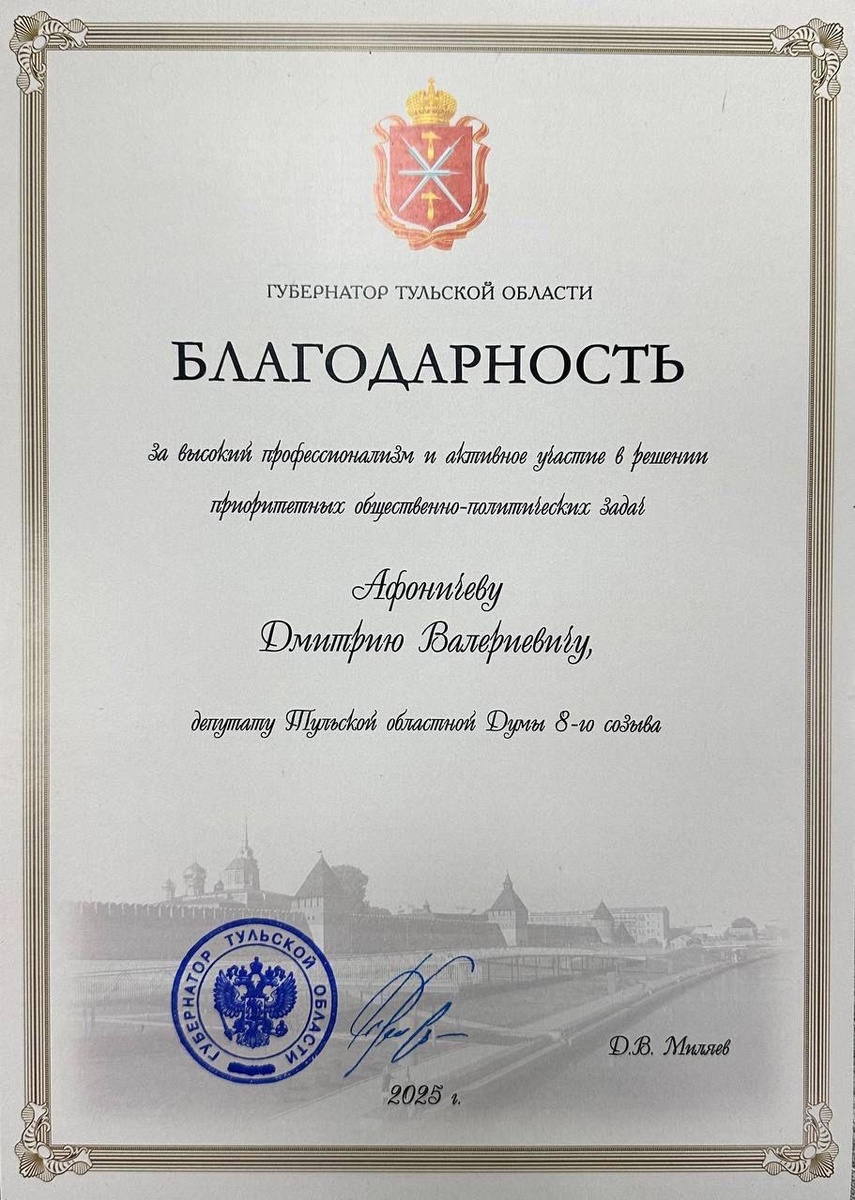 ГУБЕРНАТОР ТУЛЬСКОЙ ОБЛАСТИ
БЛАГОДАРНОСТЬ
за высокий профессионализм и активное участие в решении
приоритетных общественно-политических задач
Афоничеву
Дмитрию Валериевичу,
депутату Тульской областной Думы 8-го созыва
ГУБЕРНАТОР ТУЛЬСКОЙ ОБЛАСТИ
Д.В. Миляев
2025 г.